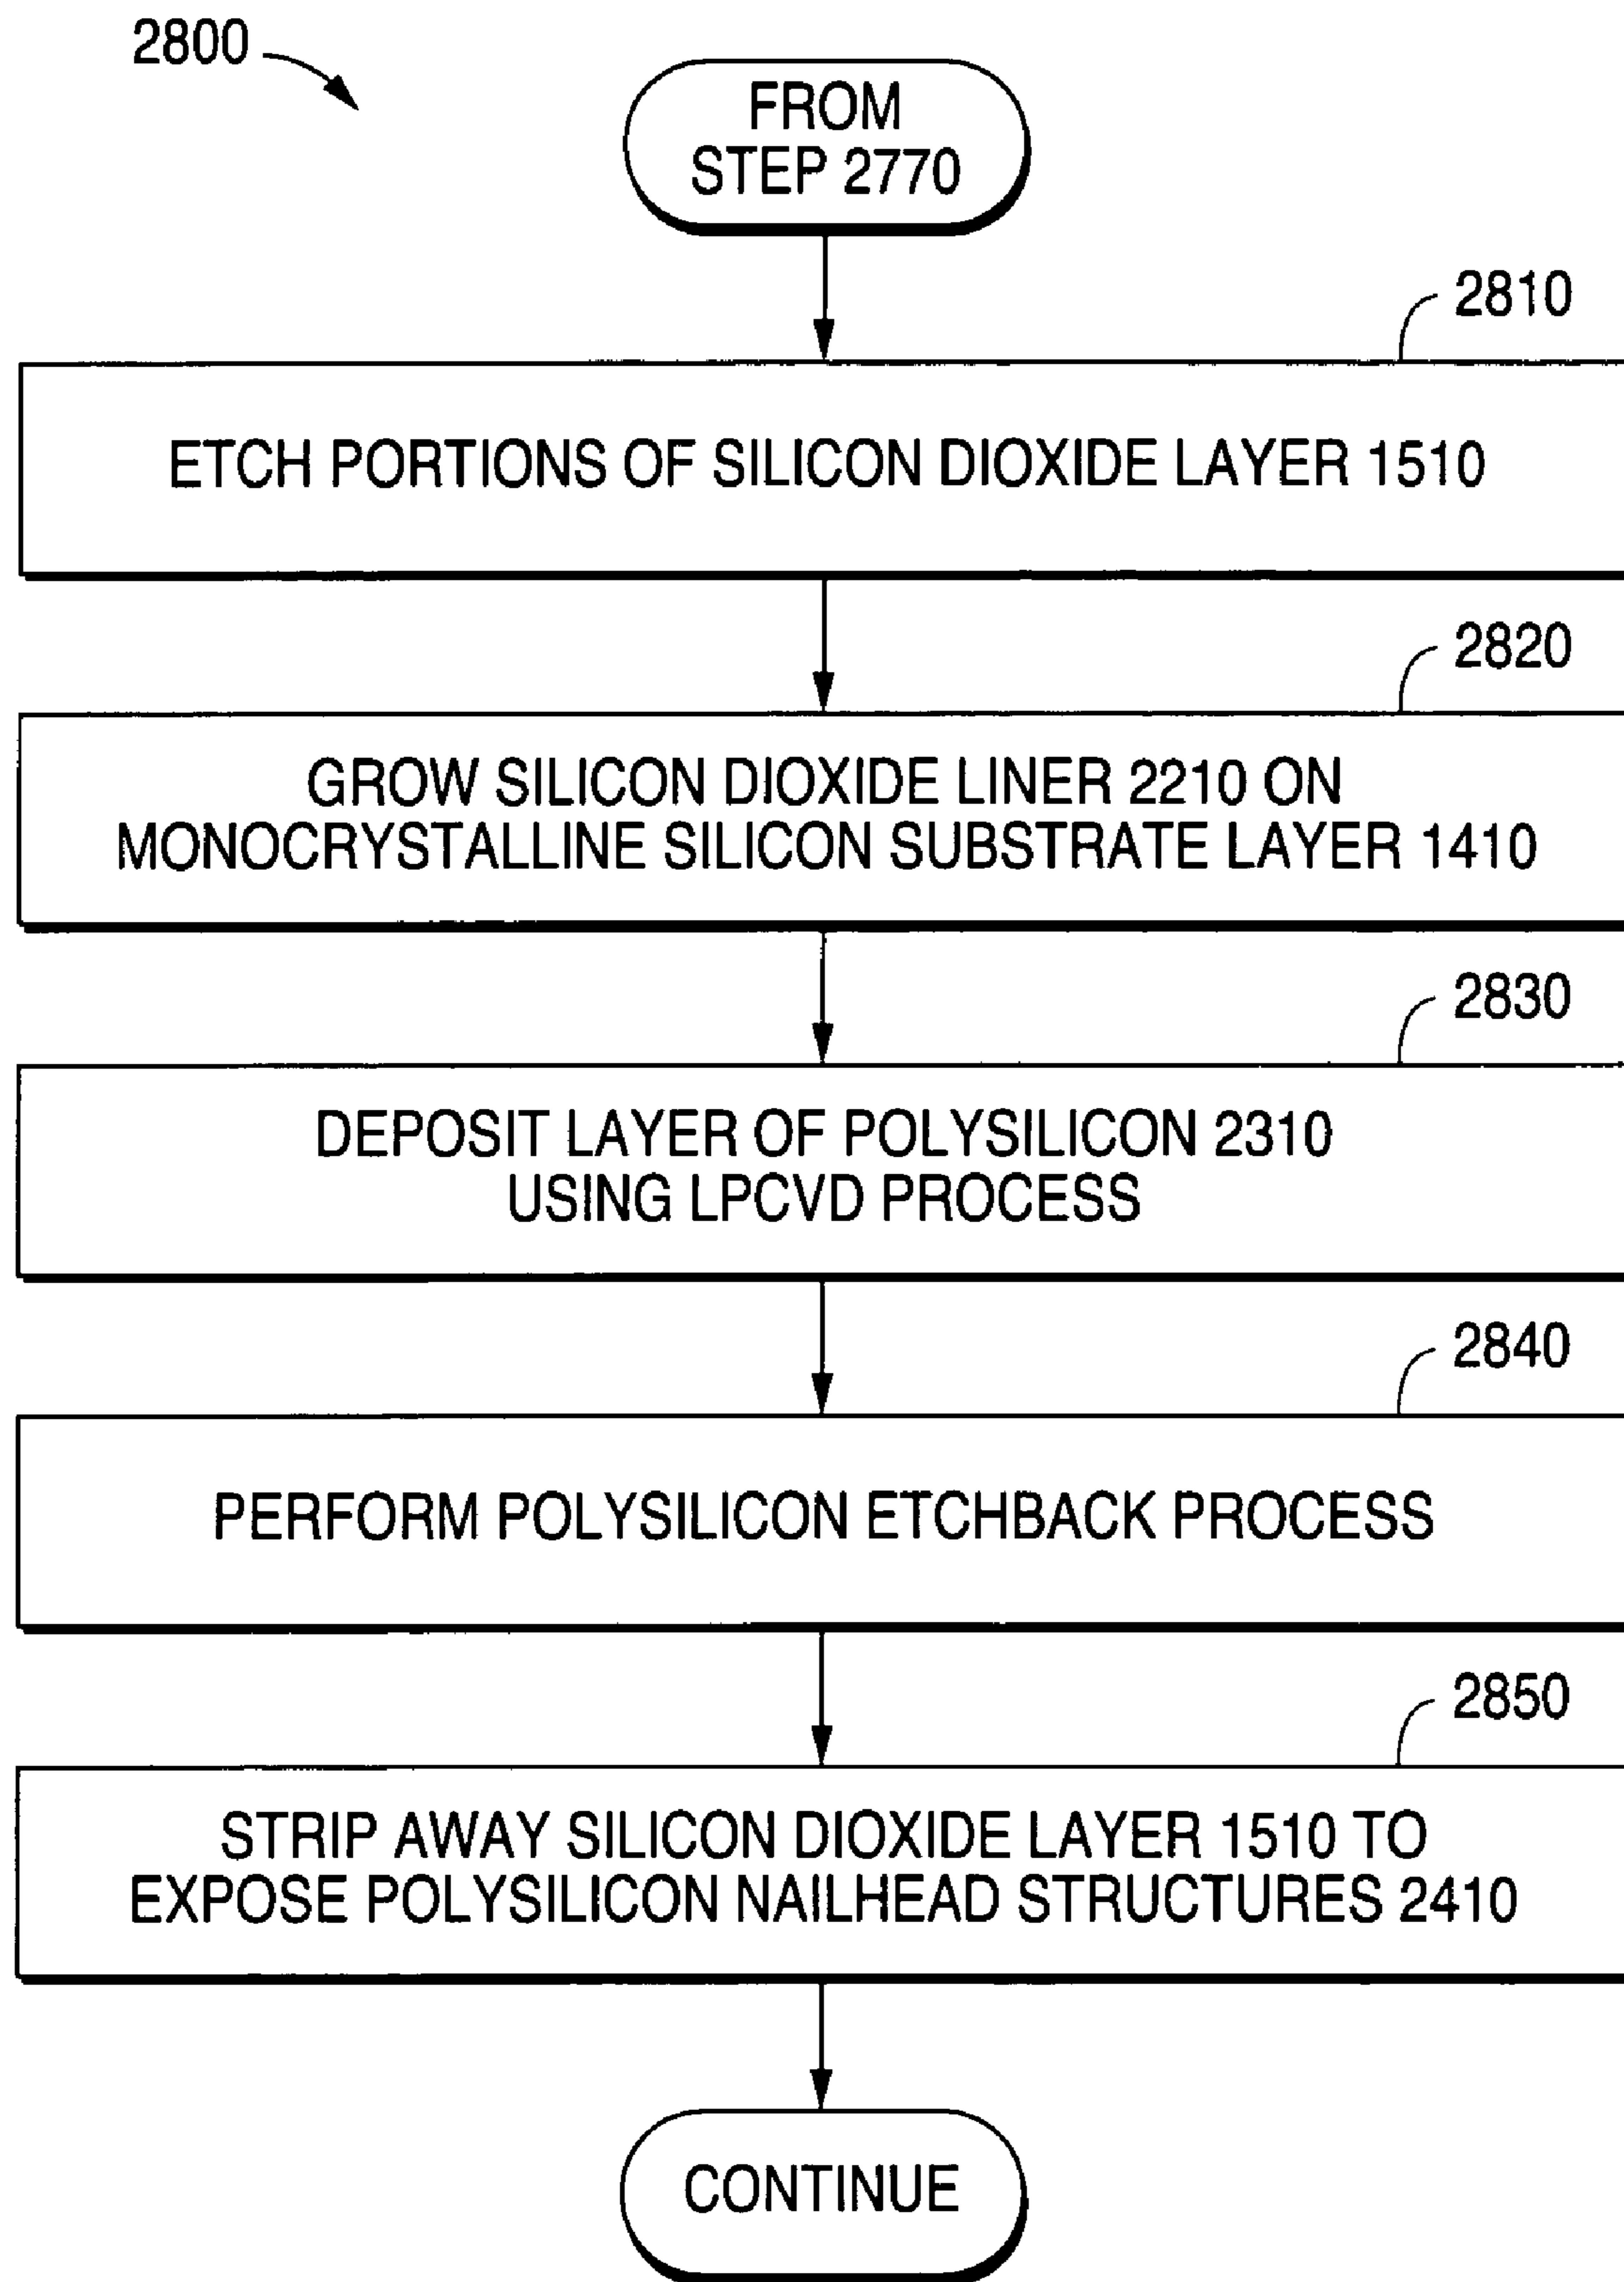 2800
FROM
STEP 2770
2810
ETCH PORTIONS OF SILICON DIOXIDE LAYER 1510
2820
GROW SILICON DIOXIDE LINER 2210 ON
MONOCRYSTALLINE SILICON SUBSTRATE LAYER 1410
2830
DEPOSIT LAYER OF POLYSILICON 2310
USING LPCVD PROCESS
2840
PERFORM POLYSILICON ETCHBACK PROCESS
2850
STRIP AWAY SILICON DIOXIDE LAYER 1510 TO
EXPOSE POLYSILICON NAILHEAD STRUCTURES 2410
CONTINUE